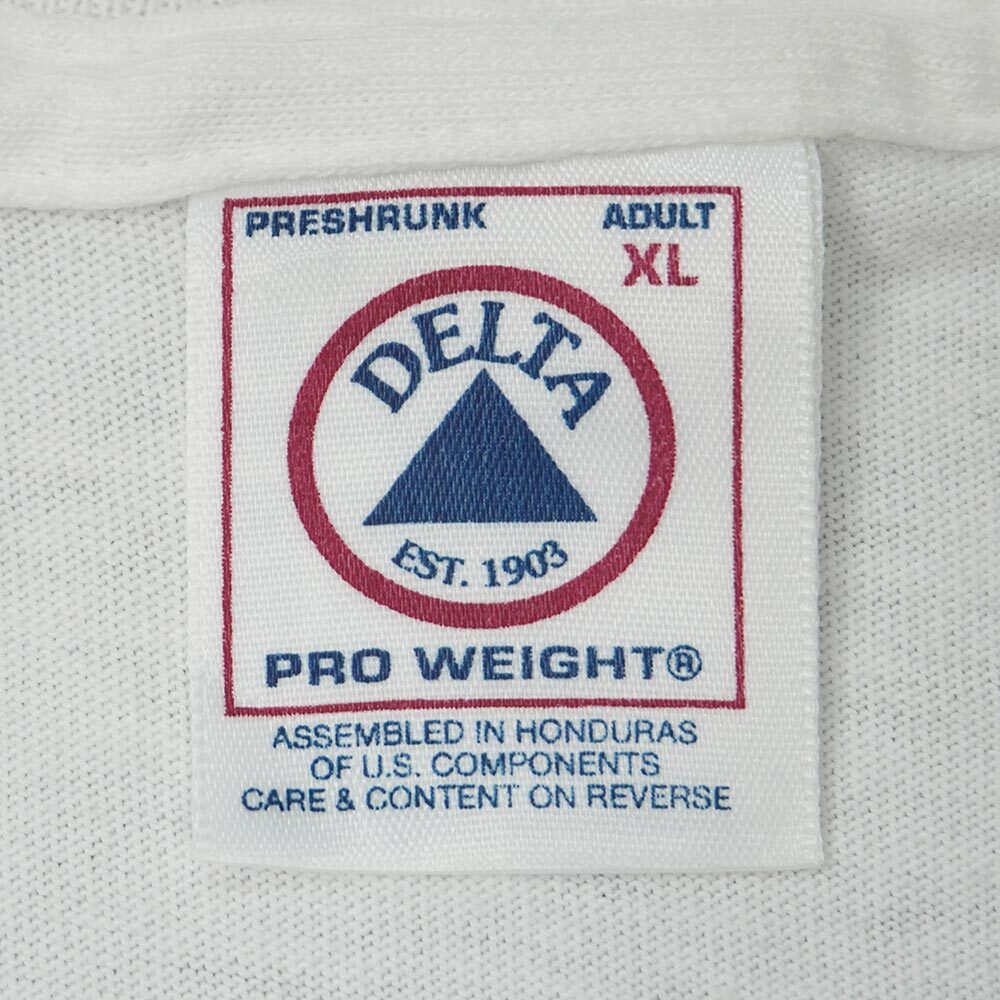 PRESHRUNK ADULT
XL
DELTA
EST. 1903
PRO WEIGHT®
ASSEMBLED IN HONDURAS
OF U.S. COMPONENTS
CARE & CONTENT ON REVERSE